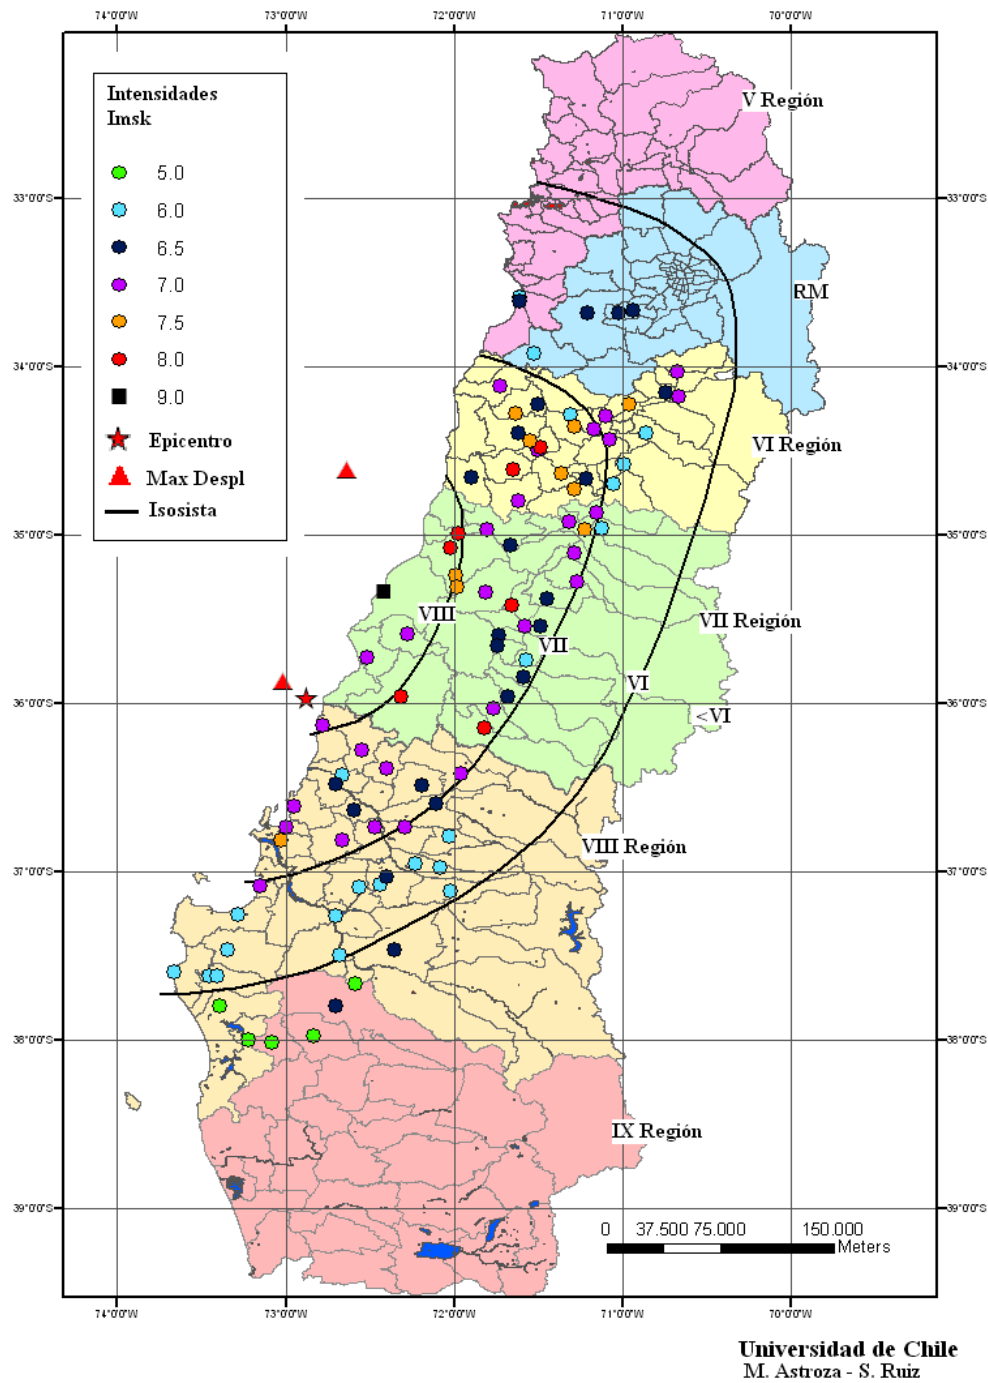 74°0'0"W 73°0'0"W 72°0'0"W 71°0'0"W 70°0'0"W
Intensidades
Imsk
5.0
6.0
6.5
7.0
7.5
8.0
9.0
Epicentro
Max Despl
Isosista
V Región
33°0'0"S 33°0'0"S
RM
34°0'0"S 34°0'0"S
VI Región
35°0'0"S 35°0'0"S
VIII
VII Reigión
VII
VI
36°0'0"S 36°0'0"S
<VI
VIII Región
37°0'0"S 37°0'0"S
38°0'0"S 38°0'0"S
IX Región
39°0'0"S 39°0'0"S
0 37.500 75.000 150.000
Meters
74°0'0"W 73°0'0"W 72°0'0"W 71°0'0"W 70°0'0"W
Universidad de Chile
M. Astroza - S. Ruiz